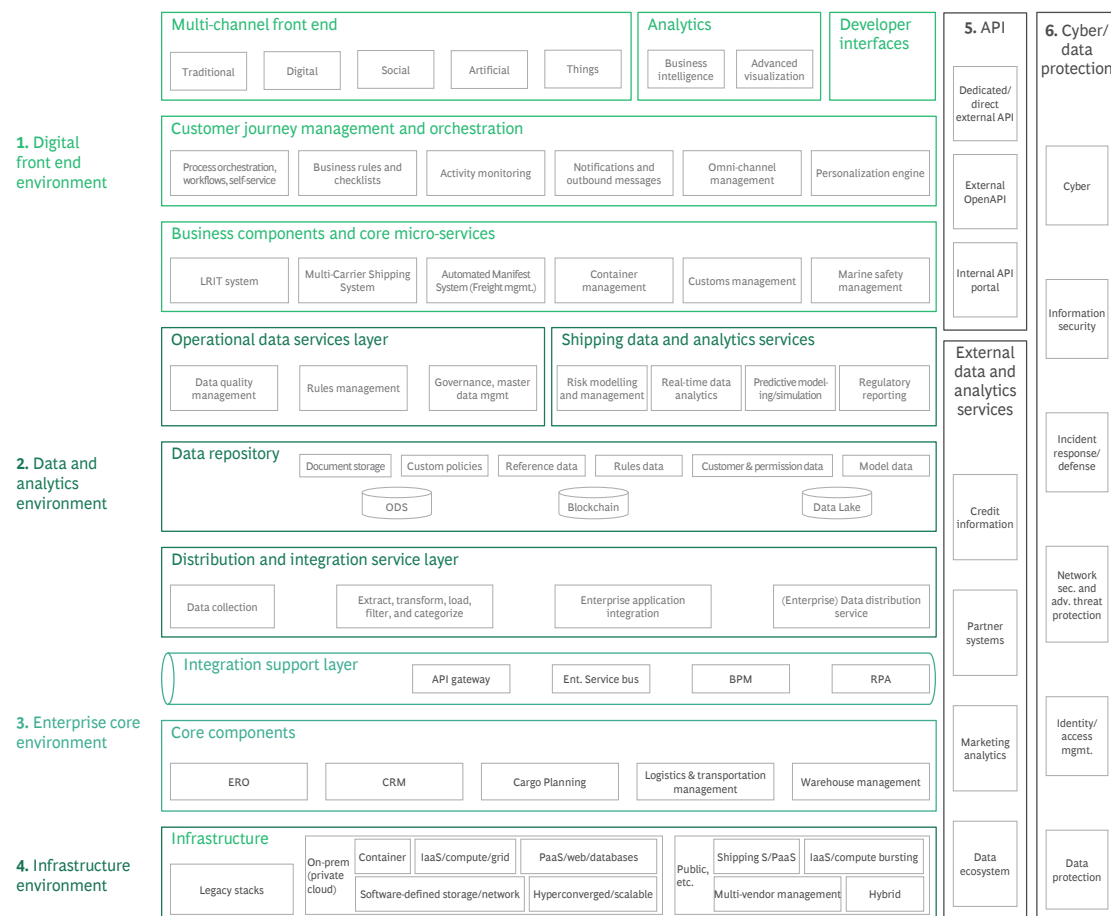 Multi-channel front end
Traditional
Digital
Social
Artificial
Things
Analytics
Business
intelligence
Advanced
visualization
Developer
interfaces
1. Digital
front end
environment
Customer journey management and orchestration
Process orchestration,
workflows, self-service
Business rules and
checklists
Activity monitoring
Notifications and
outbound messages
Omni-channel
management
Personalization engine
Business components and core micro-services
LRIT system
Multi-Carrier Shipping
System
Automated Manifest
System (Freight mgmt.)
Container
management
Customs management
Marine safety
management
2. Data and
analytics
environment
Operational data services layer
Data quality
management
Rules management
Governance, master
data mgmt
Shipping data and analytics services
Risk modelling
and management
Real-time data
analytics
Predictive model-
ing/simulation
Regulatory
reporting
Data repository
Document storage
Custom policies
Reference data
Rules data
Customer & permission data
Model data
ODS
Blockchain
Data Lake
Distribution and integration service layer
Data collection
Extract, transform, load,
filter, and categorize
Enterprise application
integration
(Enterprise) Data distribution
service
3. Enterprise core
environment
Integration support layer
API gateway
Ent. Service bus
BPM
RPA
Core components
ERO
CRM
Cargo Planning
Logistics & transportation
management
Warehouse management
4. Infrastructure
environment
Infrastructure
Legacy stacks
On-prem
(private
cloud)
Container
IaaS/compute/grid
PaaS/web/databases
Software-defined storage/network
Hyperconverged/scalable
Public,
etc.
Shipping S/PaaS
IaaS/compute bursting
Multi-vendor management
Hybrid
5. API
Dedicated/
direct
external API
External
OpenAPI
Internal API
portal
External
data and
analytics
services
Credit
information
Partner
systems
Marketing
analytics
Data
ecosystem
6. Cyber/
data
protection
Cyber
Information
security
Incident
response/
defense
Network
sec. and
adv. threat
protection
Identity/
access
mgmt.
Data
protection